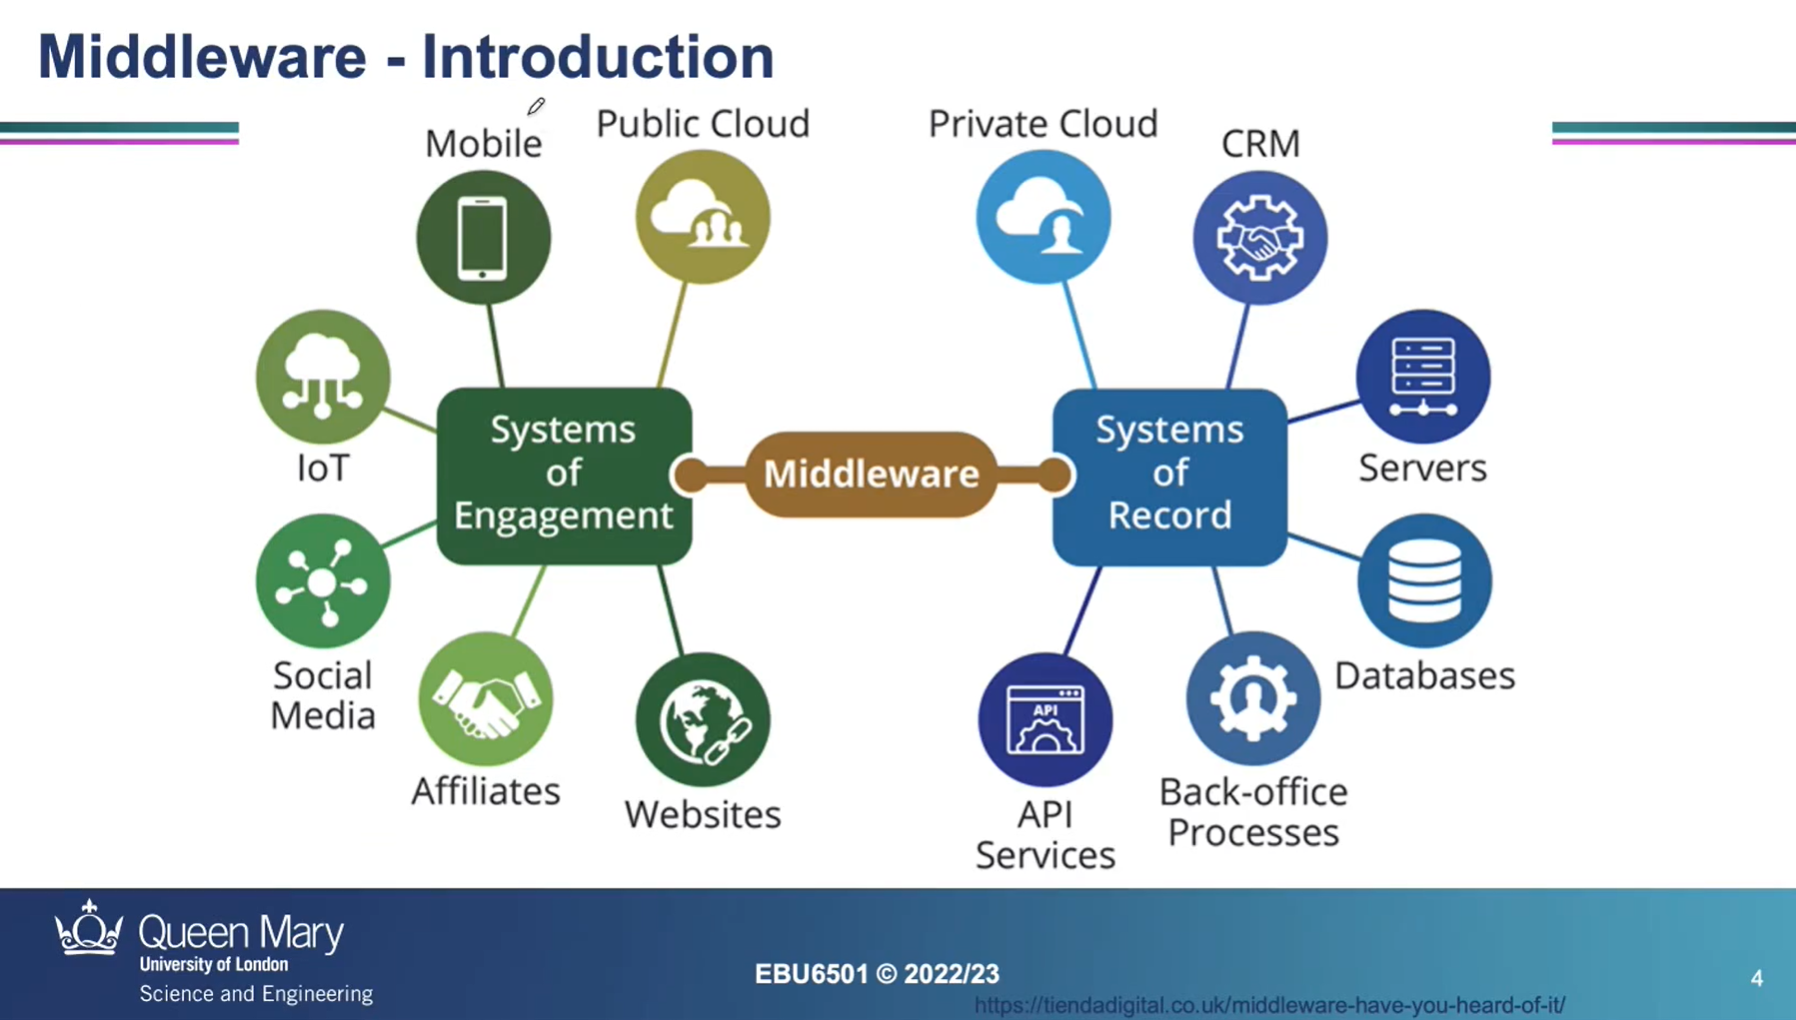 Middleware - Introduction
Mobile
Public Cloud
Private Cloud
CRM
IoT
Systems
of
Engagement
Middleware
Systems
of
Record
Servers
Social
Media
Affiliates
Websites
API
API
Services
Back-office
Processes
Databases
Queen Mary
University of London
Science and Engineering
EBU6501 © 2022/23
https://tiendadigital.co.uk/middleware-have-you-heard-of-it/
4